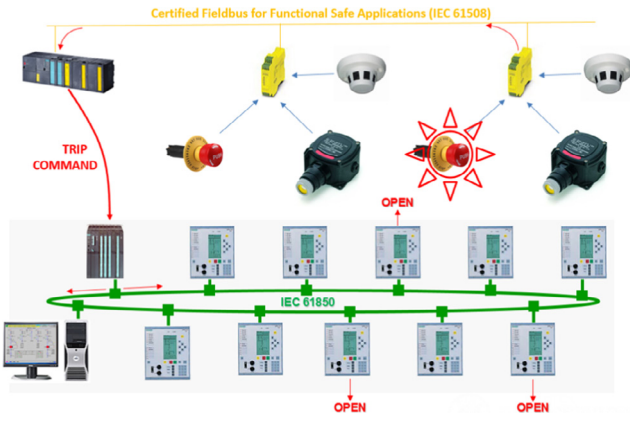 Certified Fieldbus for Functional Safe Applications (IEC 61508)
TRIP
COMMAND
OPEN
IEC 61850
OPEN
OPEN